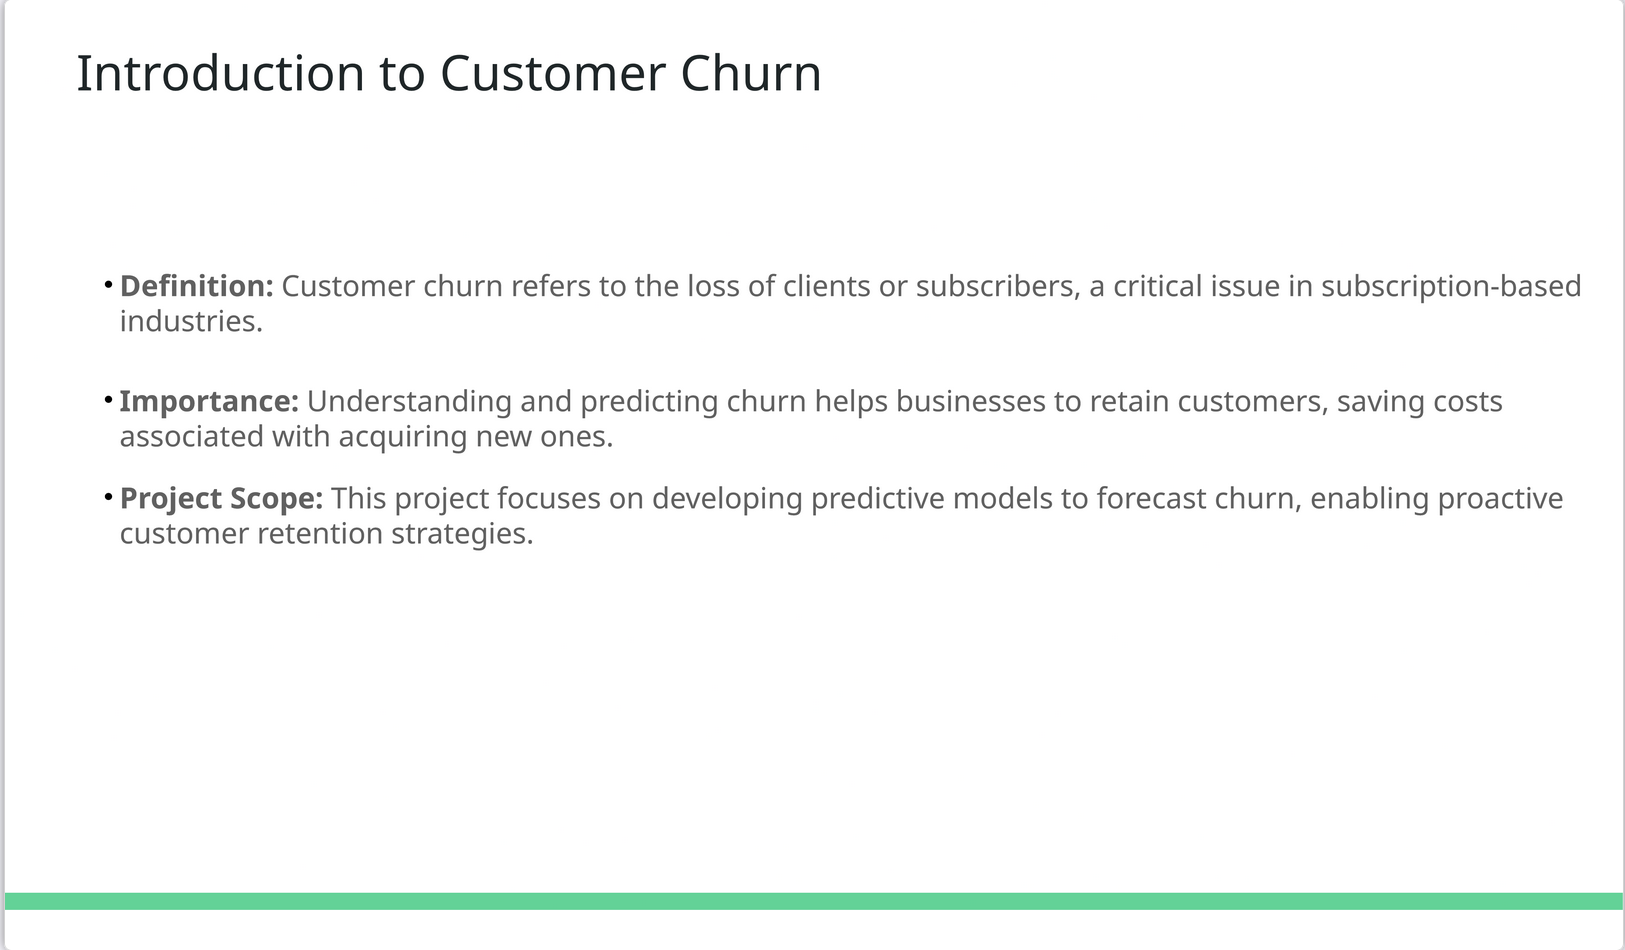 Introduction to Customer Churn
• Definition: Customer churn refers to the loss of clients or subscribers, a critical issue in subscription-based
industries.
• Importance: Understanding and predicting churn helps businesses to retain customers, saving costs
associated with acquiring new ones.
• Project Scope: This project focuses on developing predictive models to forecast churn, enabling proactive
customer retention strategies.